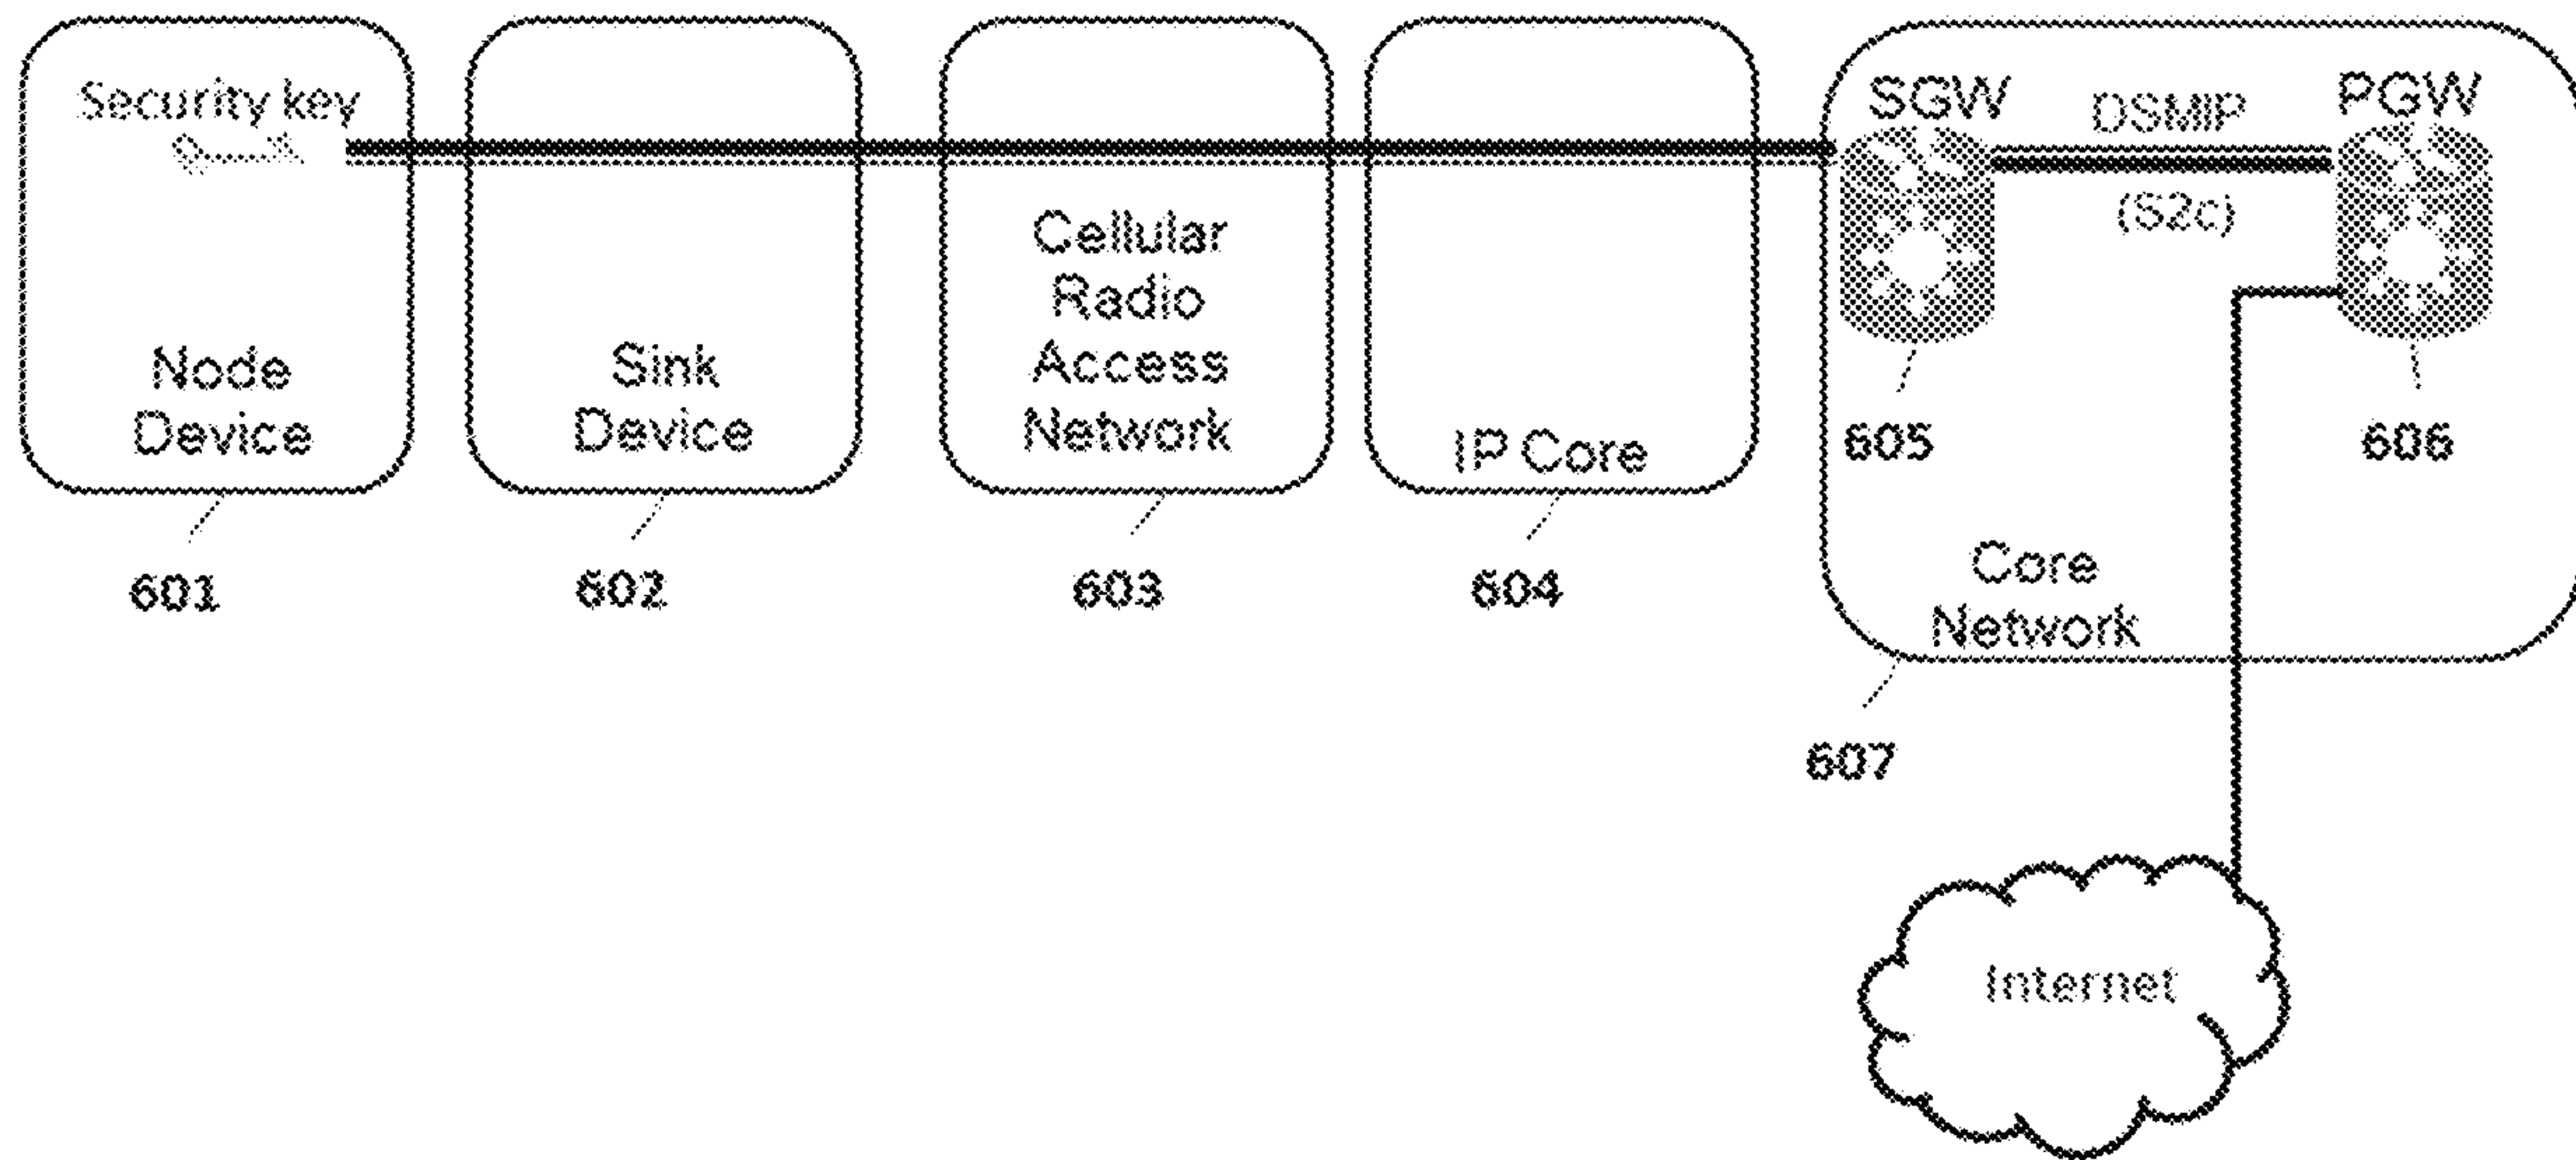 Security key
Node
Device
601
Sink
Device
602
Cellular
Radio
Access
Network
603
IP Core
604
SGW
DSMIP
(S2c)
PGW
605
606
Core
Network
607
Internet